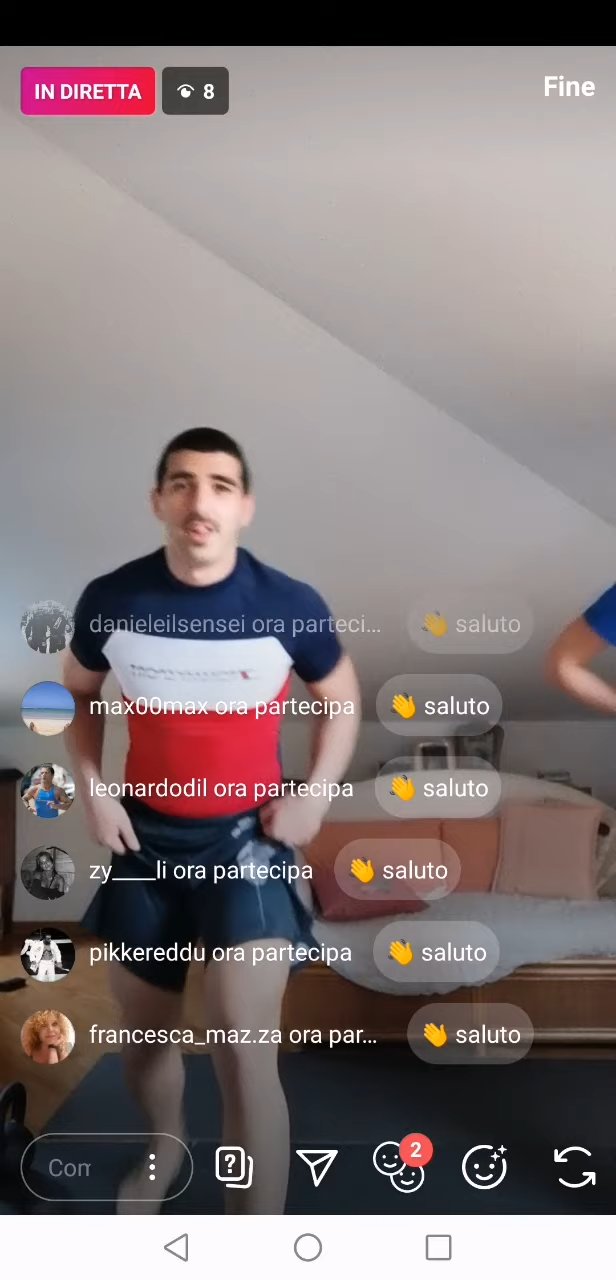 IN DIRETTA
8
Fine
danieleilsensei ora parteci...
👋 saluto
max00max ora partecipa
👋 saluto
leonardodil ora partecipa
👋 saluto
zy____li ora partecipa
👋 saluto
pikkereddu ora partecipa
👋 saluto
francesca_maz.za ora par...
👋 saluto
Com
2